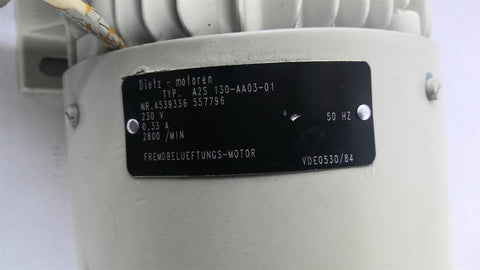 Dietz - motoren
TYP. A2S 130-AA03-01
NR.4539336 557796
230 V
0,33 A 50 HZ
2800 /MIN
FREMDBELUEFTUNGS-MOTOR VDE0530/84